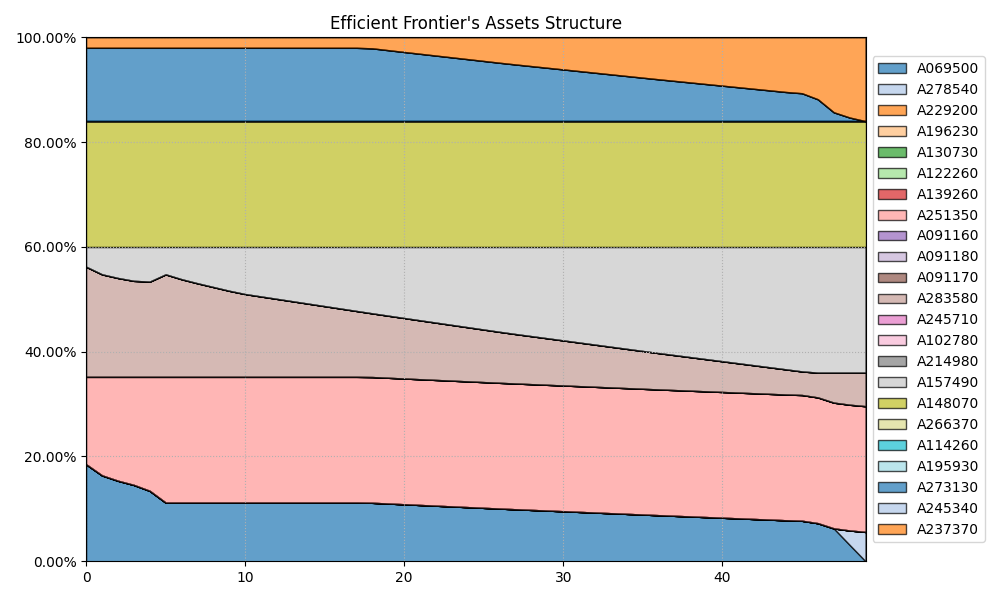 Efficient Frontier's Assets Structure
100.00%
80.00%
60.00%
40.00%
20.00%
0.00%
0
10
20
30
40
A069500
A278540
A229200
A196230
A130730
A122260
A139260
A251350
A091160
A091180
A091170
A283580
A245710
A102780
A214980
A157490
A148070
A266370
A114260
A195930
A273130
A245340
A237370